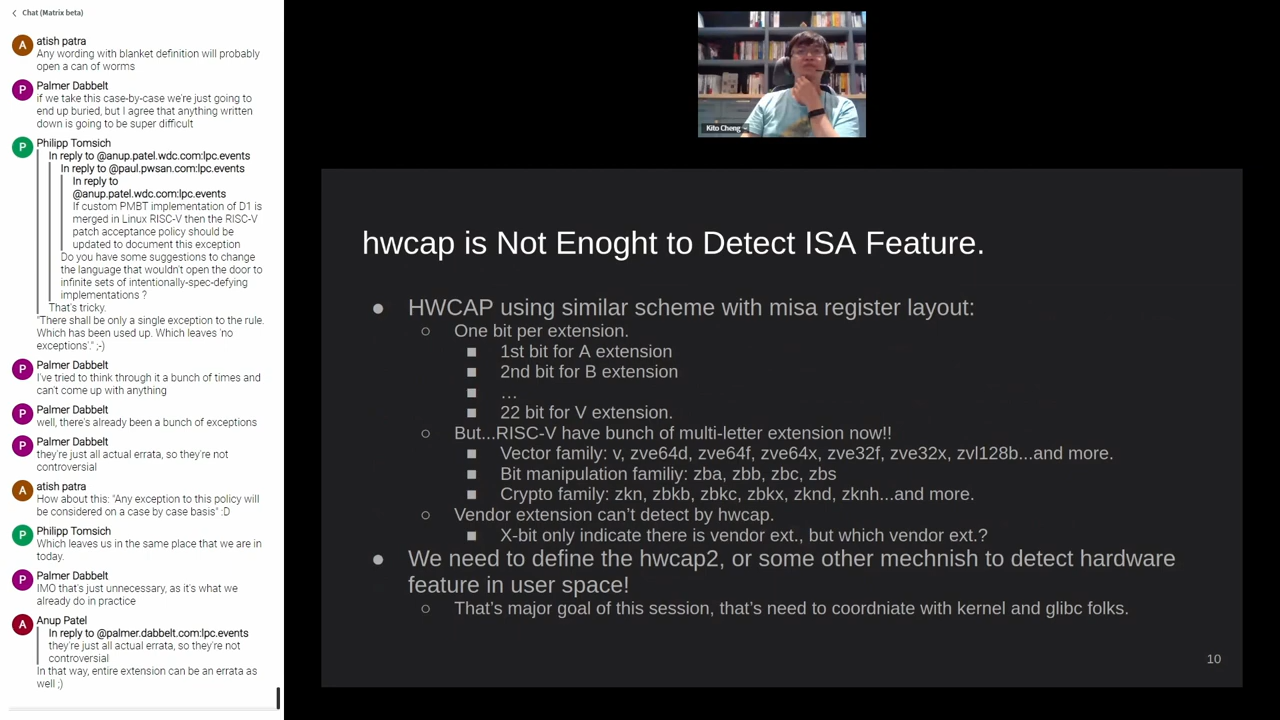 Chat (Matrix beta)
atish patra
Any wording with blanket definition will probably
open a can of worms
Palmer Dabbelt
if we take this case-by-case we're just going to
end up buried, but I agree that anything written
down is going to be super difficult
Philipp Tomsich
In reply to @anup.patel.wdc.com:lpc.events
In reply to @paul.pwsan.com:lpc.events
In reply to
@anup.patel.wdc.com:lpc.events
If custom PMBT implementation of D1 is
merged in Linux RISC-V then the RISC-V
patch acceptance policy should be
updated to document this exception
Do you have some suggestions to change
the language that wouldn't open the door to
infinite sets of intentionally-spec-defying
implementations ?
That's tricky.
"There shall be only a single exception to the rule.
Which has been used up. Which leaves 'no
exceptions'." ;-)
Palmer Dabbelt
I've tried to think through it a bunch of times and
can't come up with anything
Palmer Dabbelt
well, there's already been a bunch of exceptions
Palmer Dabbelt
they're just all actual errata, so they're not
controversial
atish patra
How about this: "Any exception to this policy will
be considered on a case by case basis" :D
Philipp Tomsich
Which leaves us in the same place that we are in
today.
Palmer Dabbelt
IMO that's just unnecessary, as it's what we
already do in practice
Anup Patel
In reply to @palmer.dabbelt.com:lpc.events
they're just all actual errata, so they're not
controversial
In that way, entire extension can be an errata as
well ;)
Kito Cheng
hwcap is Not Enoght to Detect ISA Feature.
● HWCAP using similar scheme with misa register layout:
○ One bit per extension.
■ 1st bit for A extension
■ 2nd bit for B extension
■ …
■ 22 bit for V extension.
○ But...RISC-V have bunch of multi-letter extension now!!
■ Vector family: v, zve64d, zve64f, zve64x, zve32f, zve32x, zvl128b...and more.
■ Bit manipulation familiy: zba, zbb, zbc, zbs
■ Crypto family: zkn, zbkb, zbkc, zbkx, zknd, zknh...and more.
○ Vendor extension can't detect by hwcap.
■ X-bit only indicate there is vendor ext., but which vendor ext.?
● We need to define the hwcap2, or some other mechnish to detect hardware
feature in user space!
○ That's major goal of this session, that's need to coordniate with kernel and glibc folks.
10
A
P
P
P
P
P
A
P
P
A